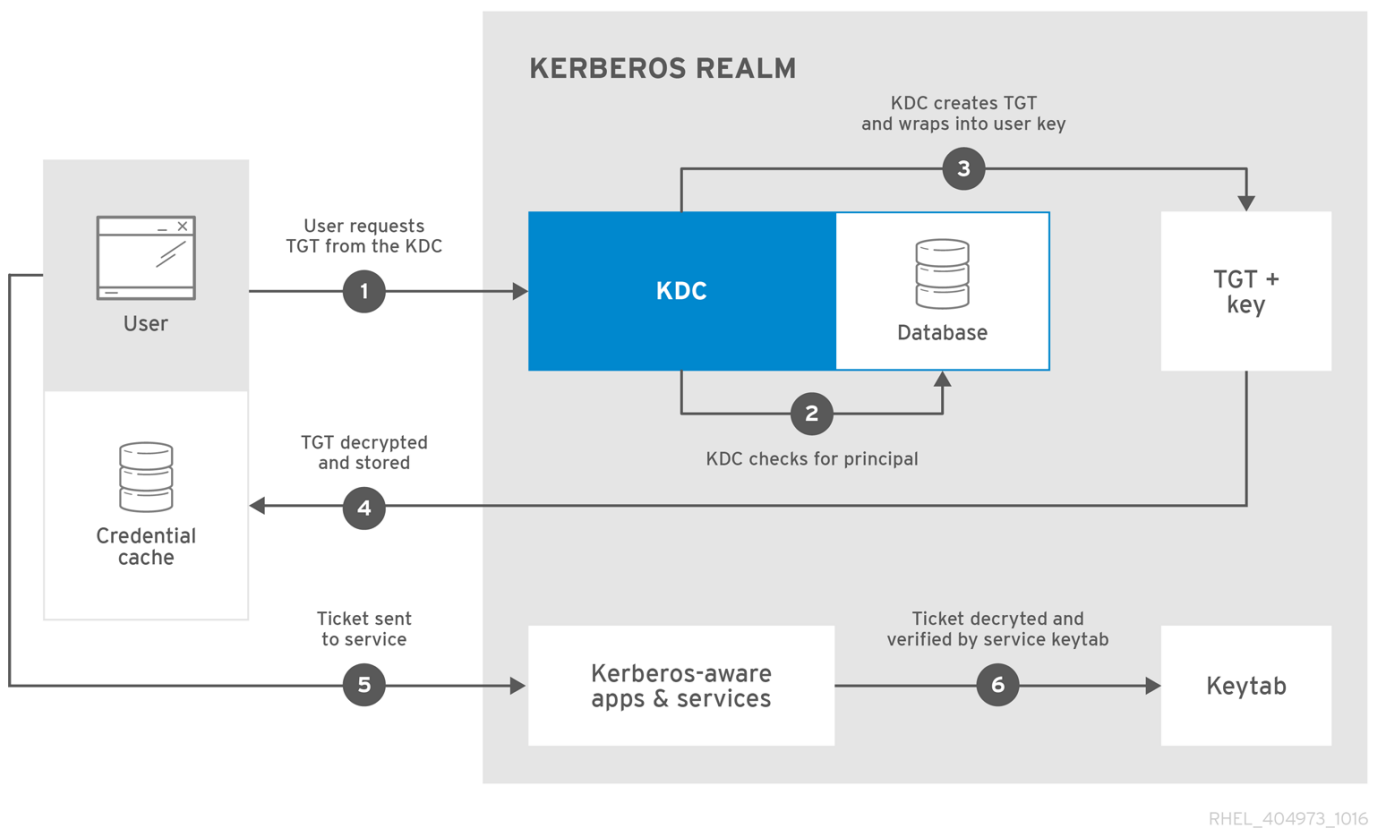 KERBEROS REALM
KDC creates TGT
and wraps into user key
3
User requests
TGT from the KDC
1
User
KDC
Database
TGT +
key
2
KDC checks for principal
TGT decrypted
and stored
4
Credential
cache
Ticket sent
to service
5
Kerberos-aware
apps & services
Ticket decryted and
verified by service keytab
6
Keytab
RHEL_404973_1016